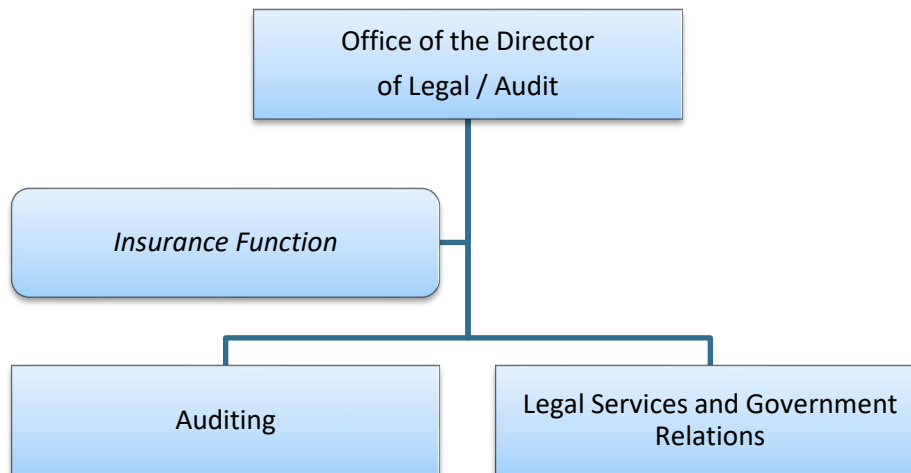 Office of the Director
of Legal / Audit
Insurance Function
Auditing
Legal Services and Government
Relations